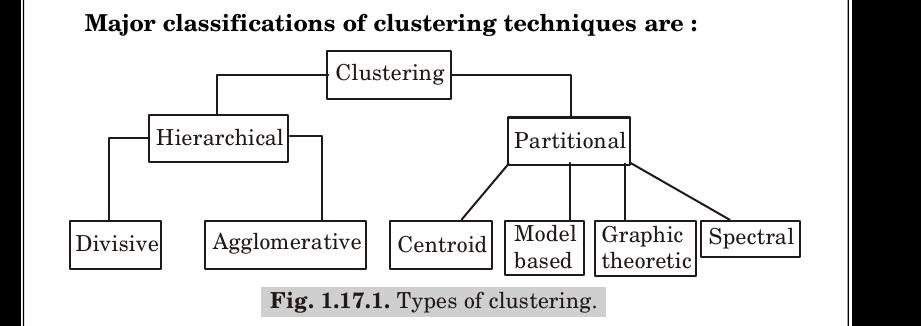 Major classifications of clustering techniques are :
Clustering
Hierarchical
Partitional
Divisive
Agglomerative
Centroid
Model
based
Graphic
theoretic
Spectral
Fig. 1.17.1. Types of clustering.